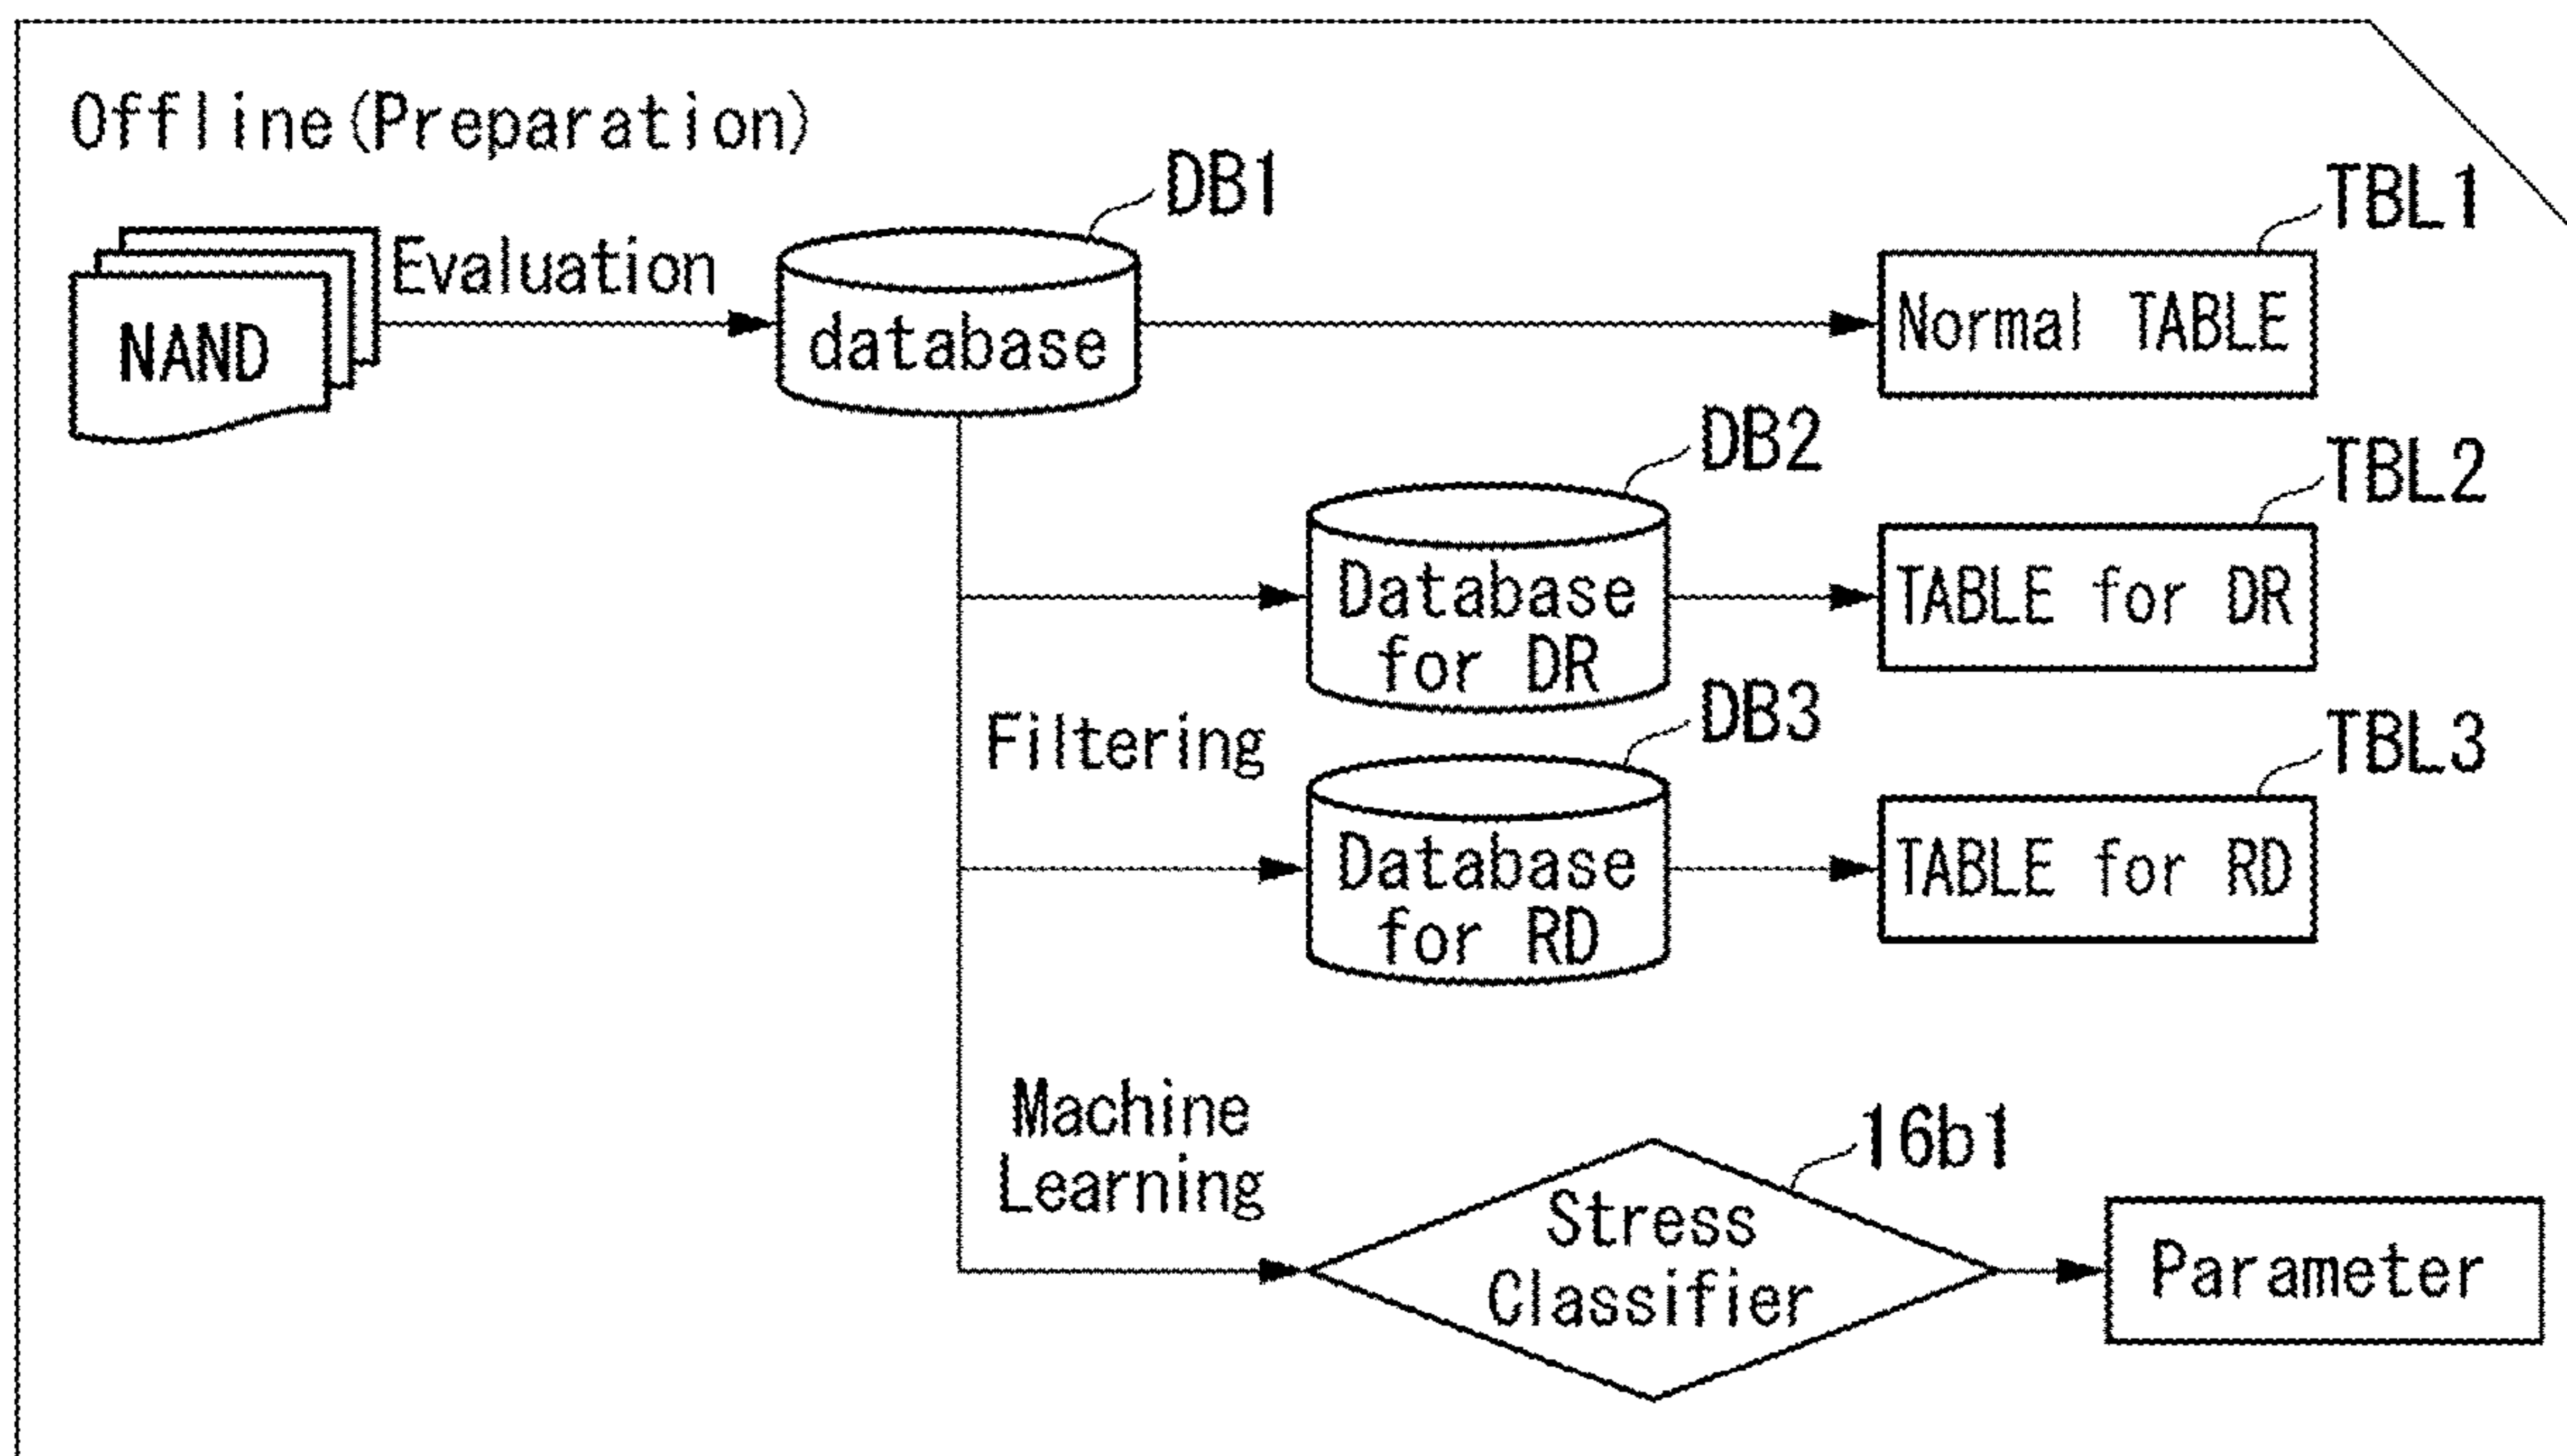 Offline(Preparation)
DB1
TBL1
Evaluation
NAND
database
Normal TABLE
DB2
TBL2
Database
for DR
TABLE for DR
Filtering
DB3
TBL3
Database
for RD
TABLE for RD
Machine
Learning
16b1
Stress
Classifier
Parameter